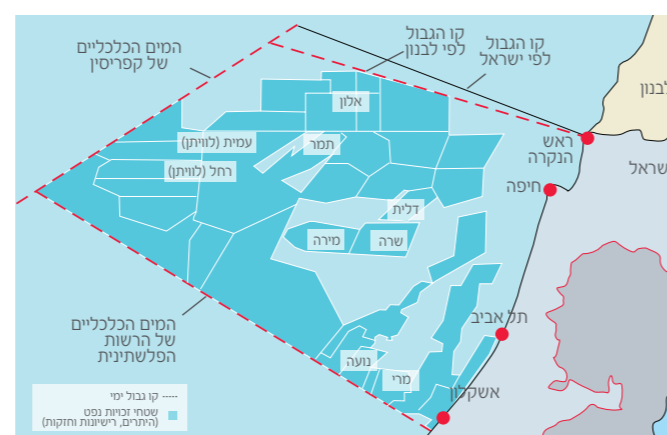 המים הכלכליים
של קפריסין
קו הגבול
לפי לבנון
קו הגבול
לפי ישראל
לבנון
אלון
ראש
הנקרה
עמית (לוויתן)
תמר
רחל (לוויתן)
שראל
חיפה
דלית
מירה
שרה
המים הכלכליים
של הרשות
הפלשתינית
תל אביב
נועה
מרי
אשקלון
קו גבול ימי
שטחי זכויות נפט
(היתרים, רישיונות וחזקות)